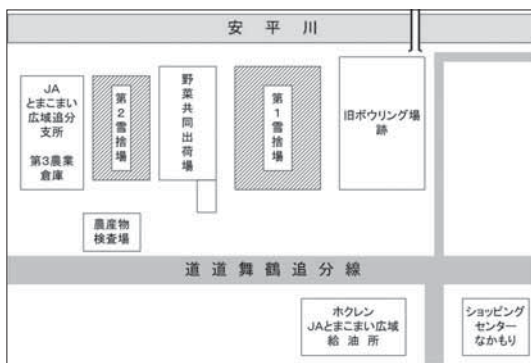 安平川
JA
とまこまい
広域追分
支所
第3農業
倉庫
第2雪捨場
野菜共同出荷場
第1雪捨場
旧ボウリング場
跡
農産物
検査場
道道舞鶴追分線
ホクレン
JAとまこまい広域
給油所
ショッピング
センター
なかもり